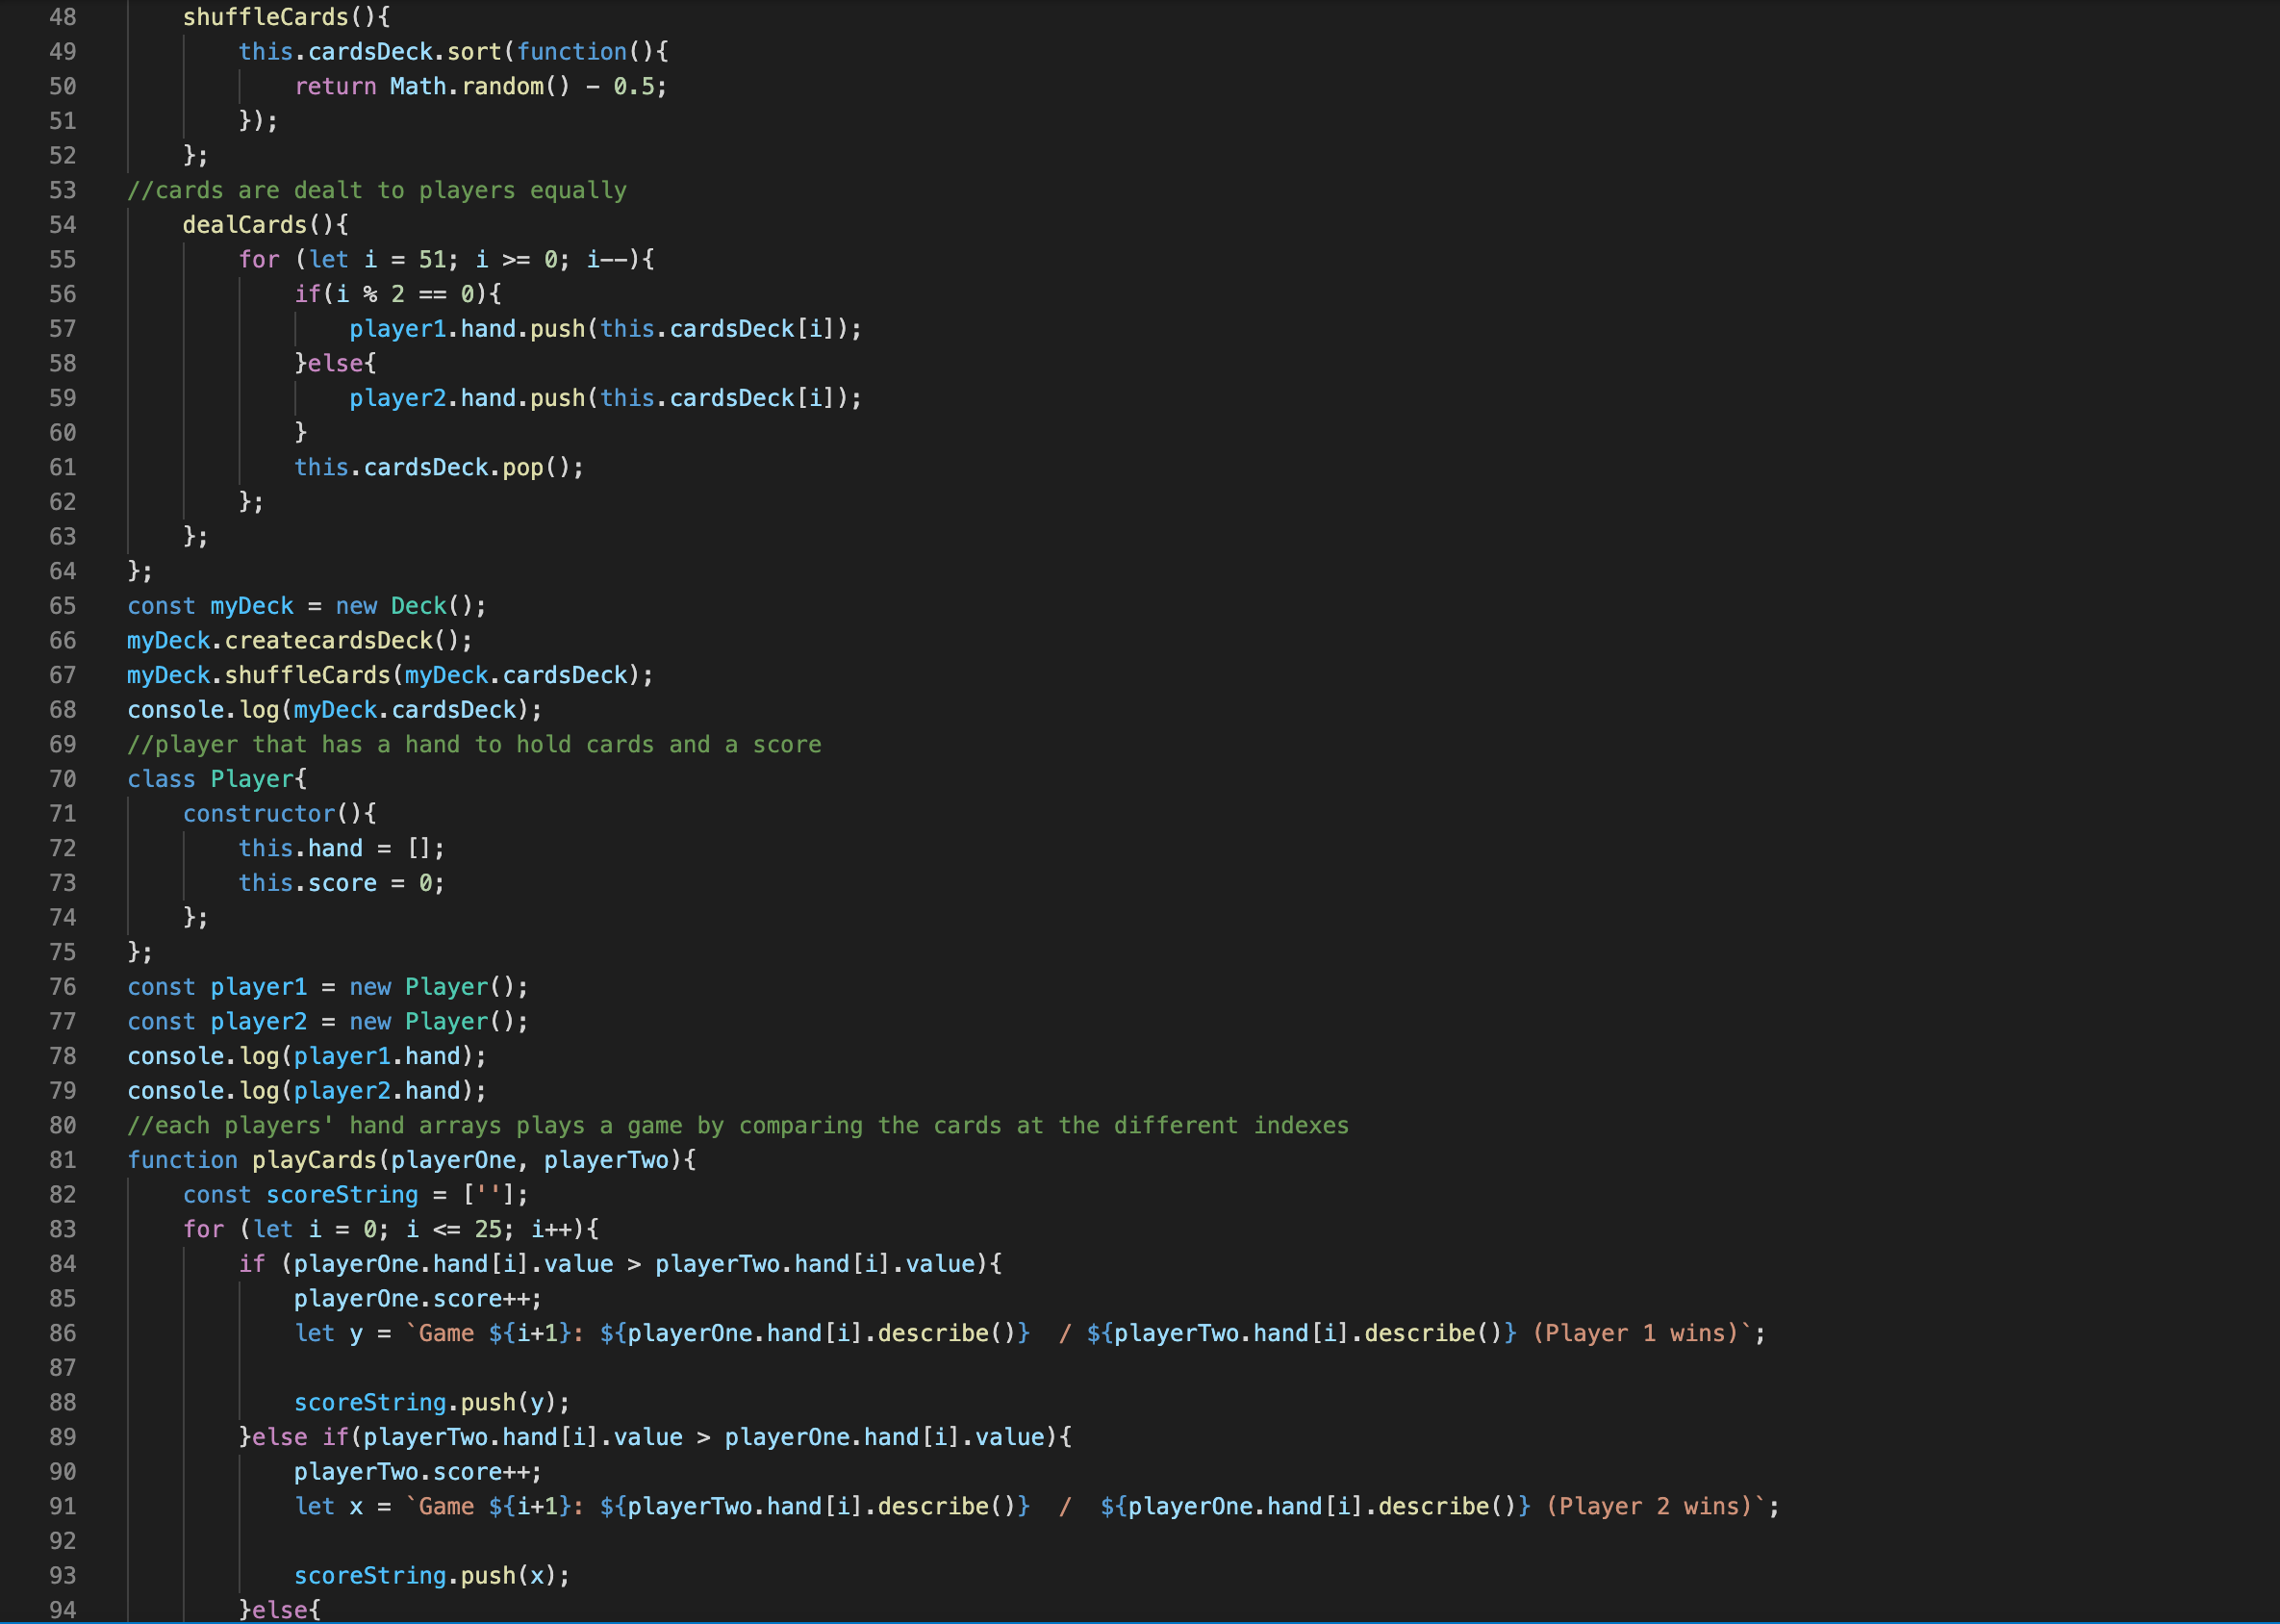 48 shuffleCards(){
49 this.cardsDeck.sort(function(){
50 return Math.random() - 0.5;
51 });
52 };
53 //cards are dealt to players equally
54 dealCards(){
55 for (let i = 51; i >= 0; i--){
56 if(i % 2 == 0){
57 player1.hand.push(this.cardsDeck[i]);
58 }else{
59 player2.hand.push(this.cardsDeck[i]);
60 }
61 this.cardsDeck.pop();
62 };
63 };
64 };
65 const myDeck = new Deck();
66 myDeck.createcardsDeck();
67 myDeck.shuffleCards(myDeck.cardsDeck);
68 console.log(myDeck.cardsDeck);
69 //player that has a hand to hold cards and a score
70 class Player{
71 constructor(){
72 this.hand = [];
73 this.score = 0;
74 };
75 };
76 const player1 = new Player();
77 const player2 = new Player();
78 console.log(player1.hand);
79 console.log(player2.hand);
80 //each players' hand arrays plays a game by comparing the cards at the different indexes
81 function playCards(playerOne, playerTwo){
82 const scoreString = [''];
83 for (let i = 0; i <= 25; i++){
84 if (playerOne.hand[i].value > playerTwo.hand[i].value){
85 playerOne.score++;
86 let y = `Game ${i+1}: ${playerOne.hand[i].describe()}  / ${playerTwo.hand[i].describe()} (Player 1 wins)`;
87
88 scoreString.push(y);
89 }else if(playerTwo.hand[i].value > playerOne.hand[i].value){
90 playerTwo.score++;
91 let x = `Game ${i+1}: ${playerTwo.hand[i].describe()}  /  ${playerOne.hand[i].describe()} (Player 2 wins)`;
92
93 scoreString.push(x);
94 }else{